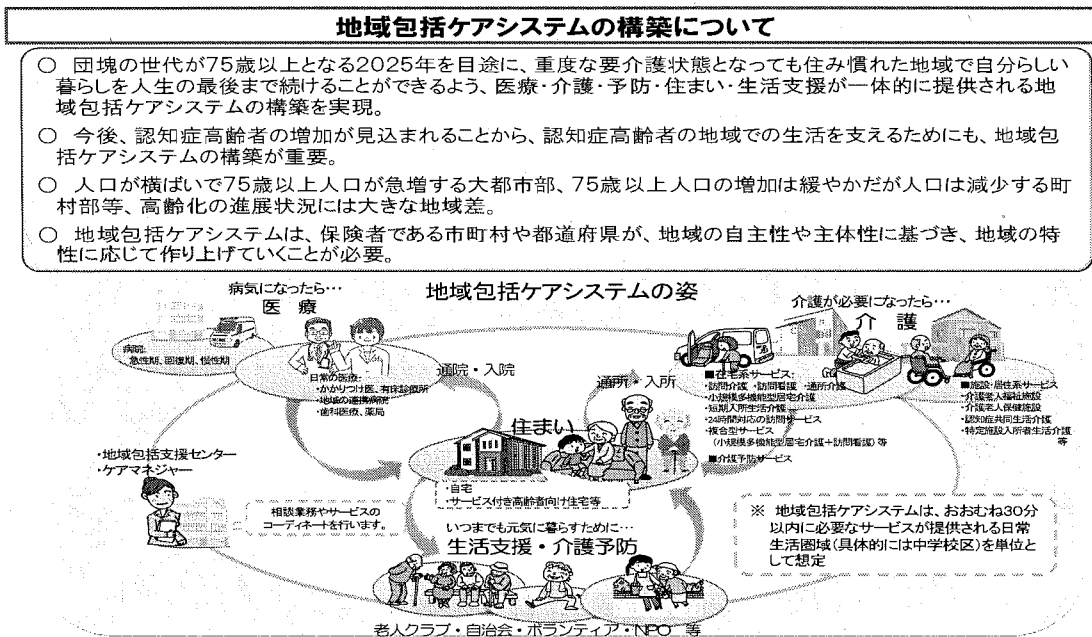 地域包括ケアシステムの構築について
○ 団塊の世代が75歳以上となる2025年を目途に、重度な要介護状態となっても住み慣れた地域で自分らしい
暮らしを人生の最後まで続けることができるよう、医療・介護・予防・住まい・生活支援が一体的に提供される地
域包括ケアシステムの構築を実現。
○ 今後、認知症高齢者の増加が見込まれることから、認知症高齢者の地域での生活を支えるためにも、地域包
括ケアシステムの構築が重要。
○ 人口が横ばいで75歳以上人口が急増する大都市部、75歳以上人口の増加は緩やかだが人口は減少する町
村部等、高齢化の進展状況には大きな地域差。
○ 地域包括ケアシステムは、保険者である市町村や都道府県が、地域の自主性や主体性に基づき、地域の特
性に応じて作り上げていくことが必要。
地域包括ケアシステムの姿
病気になったら…
医 療
病院:
急性期、回復期、慢性期
日常の医療:
・かかりつけ医、有床診療所
・地域の連携病院
・歯科医療、薬局
通院・入院
介護が必要になったら…
介 護
通所・入所
■在宅系サービス:
・訪問介護 ・訪問看護 ・通所介護
・小規模多機能型居宅介護
・短期入所生活介護
・24時間対応の訪問サービス
・複合型サービス
(小規模多機能型居宅介護+訪問看護)等
■介護予防サービス
■施設・居住系サービス
・介護老人福祉施設
・介護老人保健施設
・認知症共同生活介護
・特定施設入所者生活介護
等
住まい
・自宅
・サービス付き高齢者向け住宅等
・地域包括支援センター
・ケアマネジャー
相談業務やサービスの
コーディネートを行います。
いつまでも元気に暮らすために…
生活支援・介護予防
老人クラブ・自治会・ボランティア・NPO 等
※ 地域包括ケアシステムは、おおむね30分
以内に必要なサービスが提供される日常
生活圏域(具体的には中学校区)を単位と
して想定